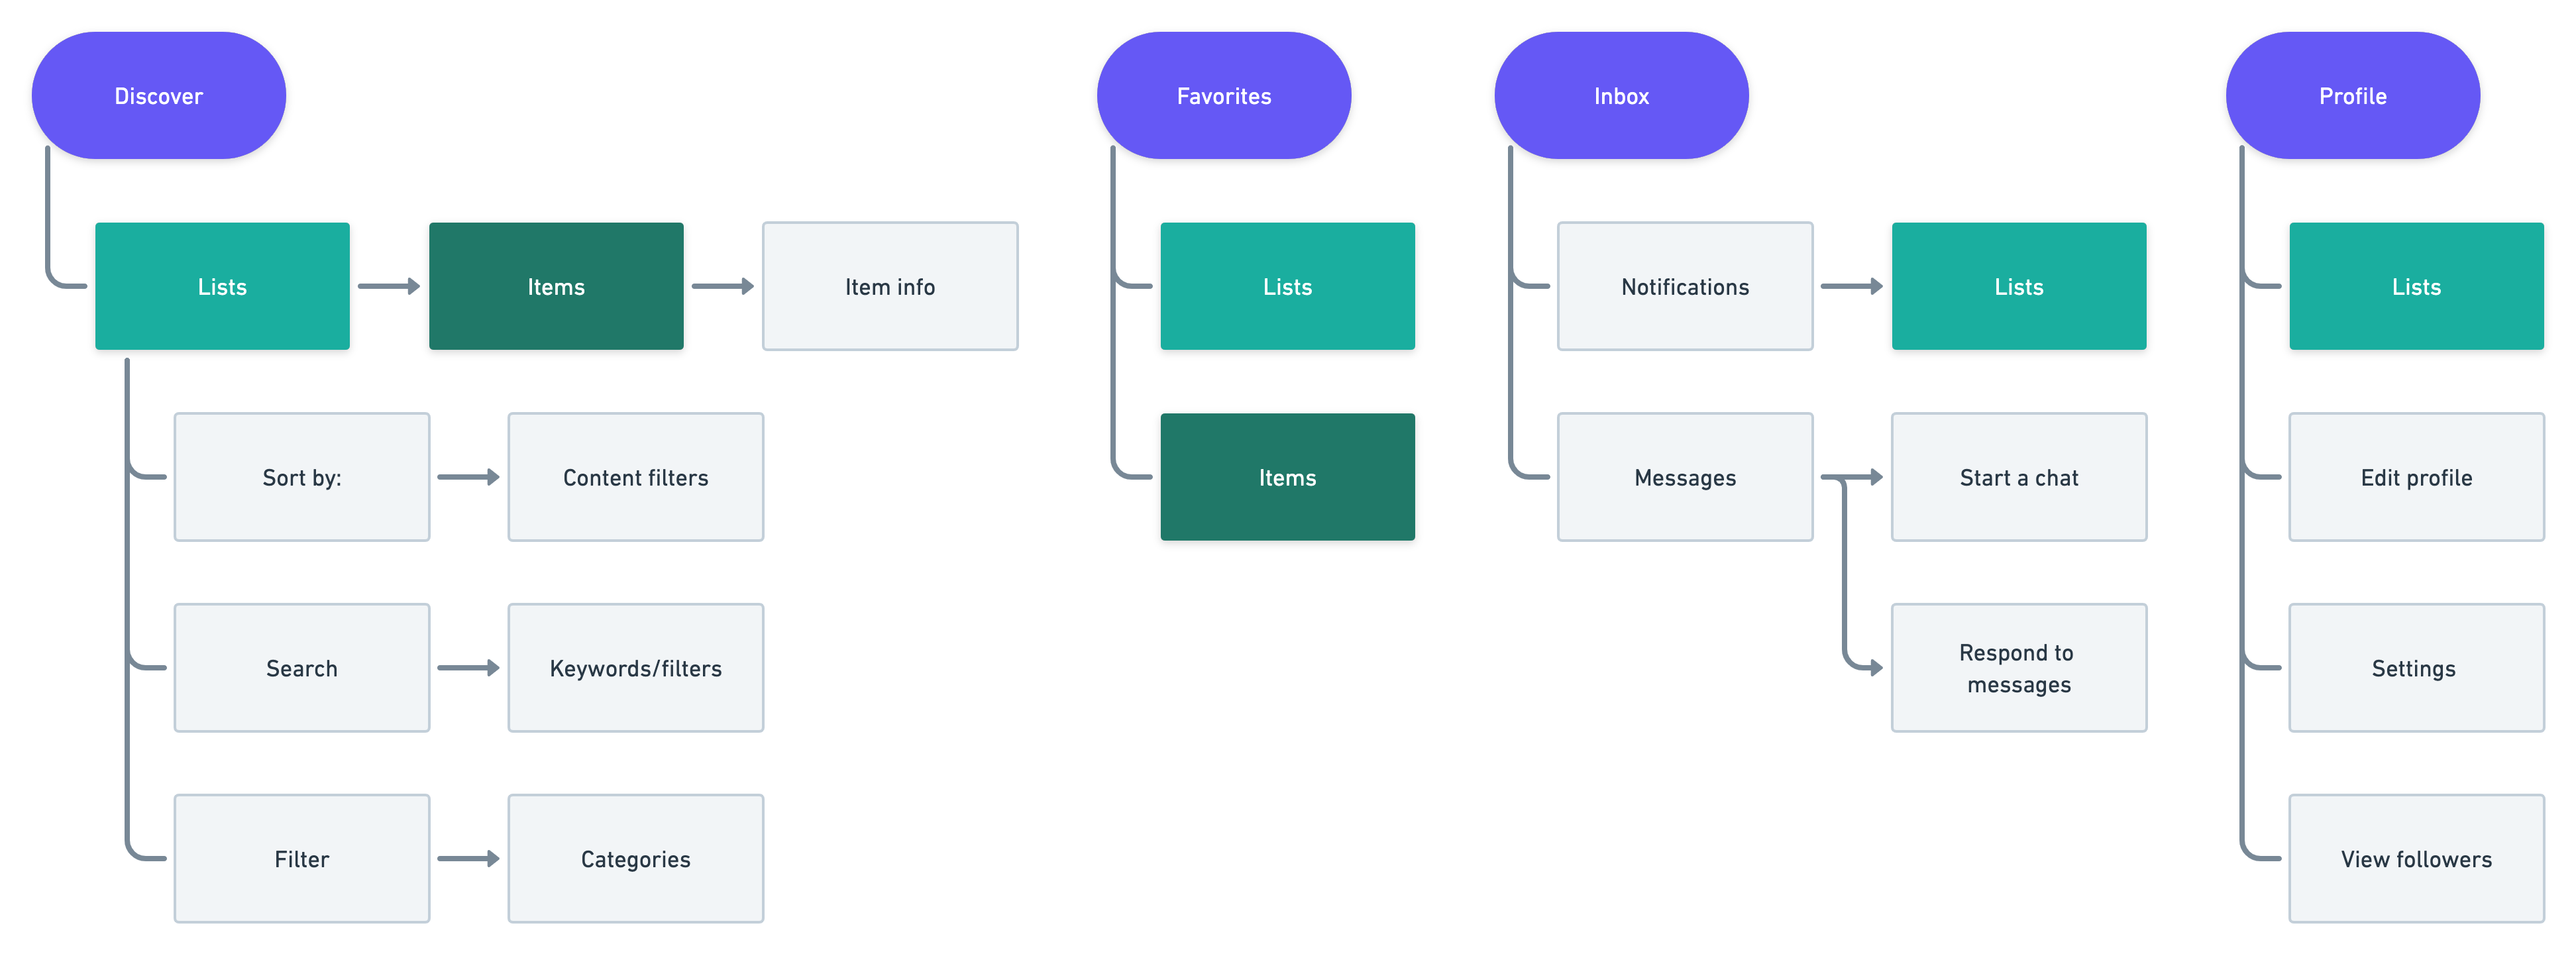 Discover
Favorites
Inbox
Profile
Lists
Items
Item info
Lists
Notifications
Lists
Lists
Sort by:
Content filters
Items
Messages
Start a chat
Edit profile
Search
Keywords/filters
Respond to
messages
Settings
Filter
Categories
View followers